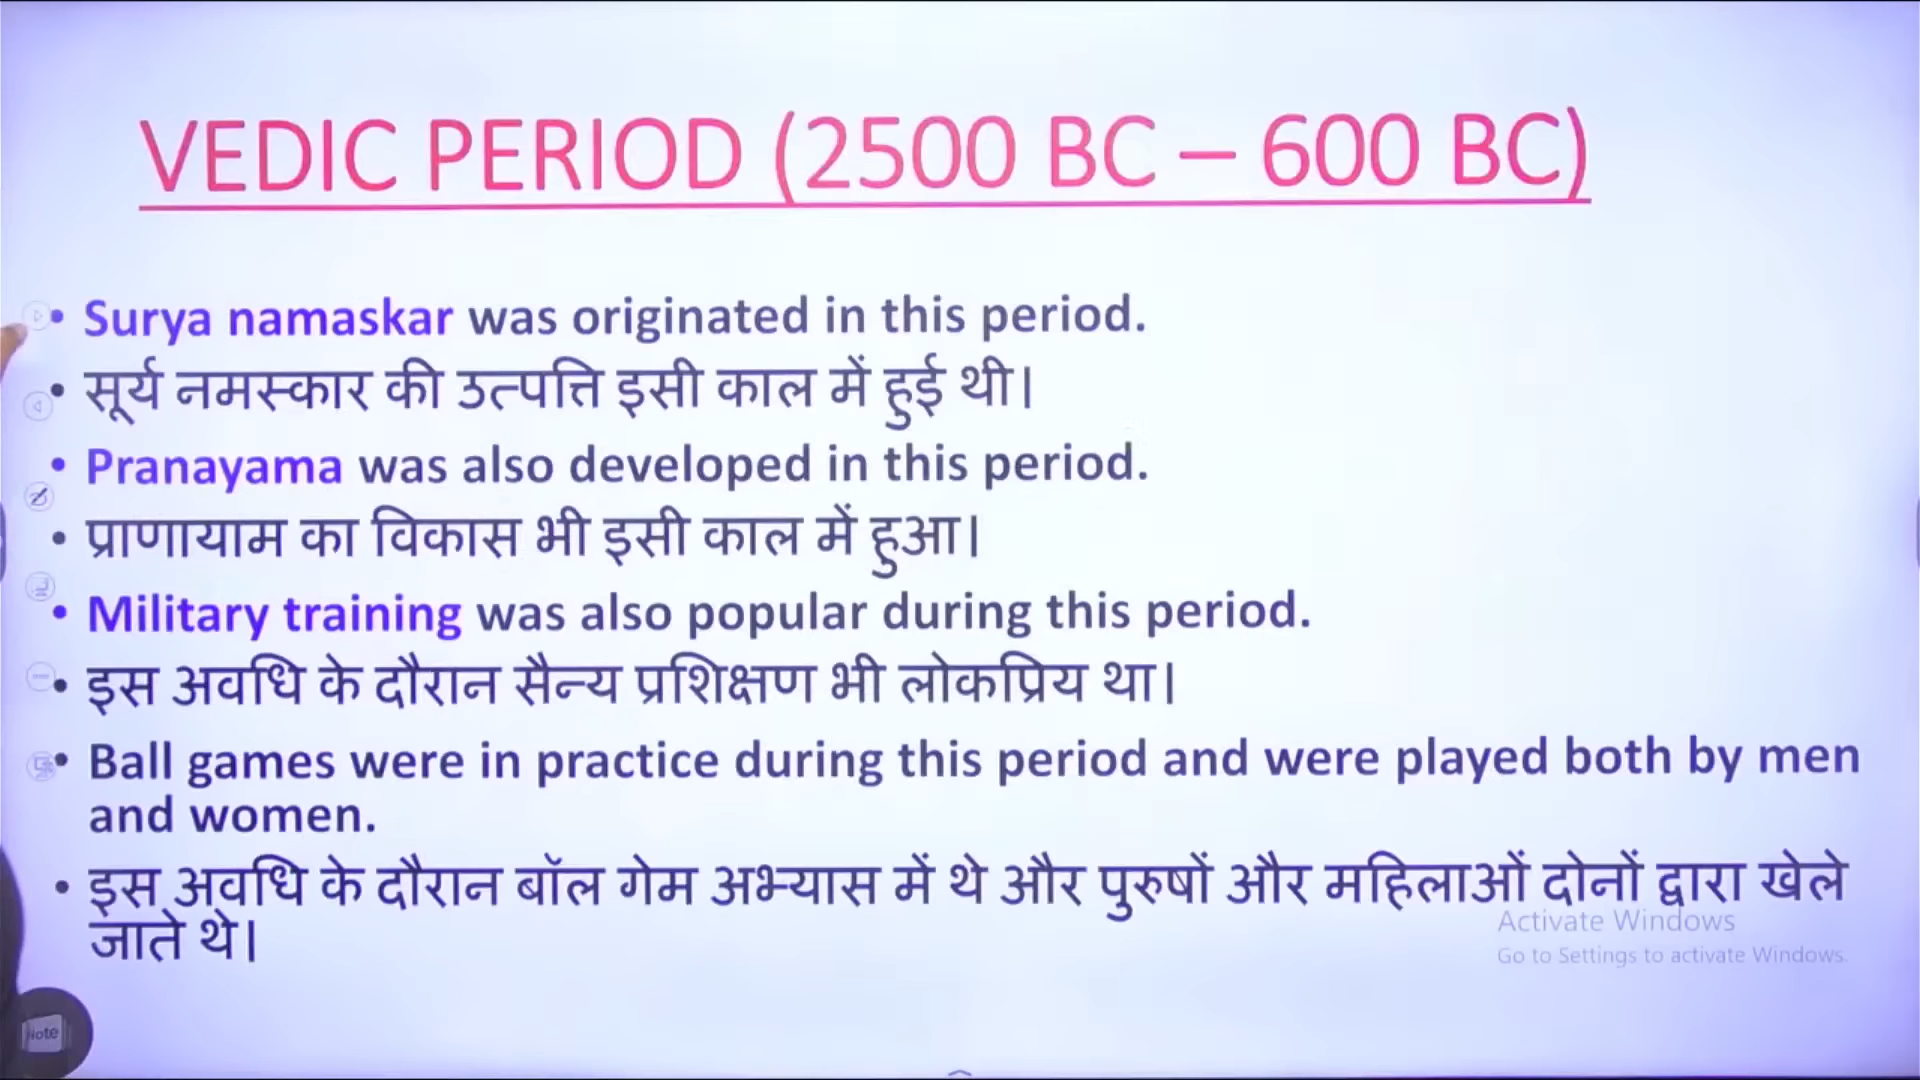 VEDIC PERIOD (2500 BC – 600 BC)
• Surya namaskar was originated in this period.
• सूर्य नमस्कार की उत्पत्ति इसी काल में हुई थी।
• Pranayama was also developed in this period.
• प्राणायाम का विकास भी इसी काल में हुआ।
• Military training was also popular during this period.
• इस अवधि के दौरान सैन्य प्रशिक्षण भी लोकप्रिय था।
• Ball games were in practice during this period and were played both by men
and women.
• इस अवधि के दौरान बॉल गेम अभ्यास में थे और पुरुषों और महिलाओं दोनों द्वारा खेले
जाते थे।
Activate Windows
Go to Settings to activate Windows.
Note